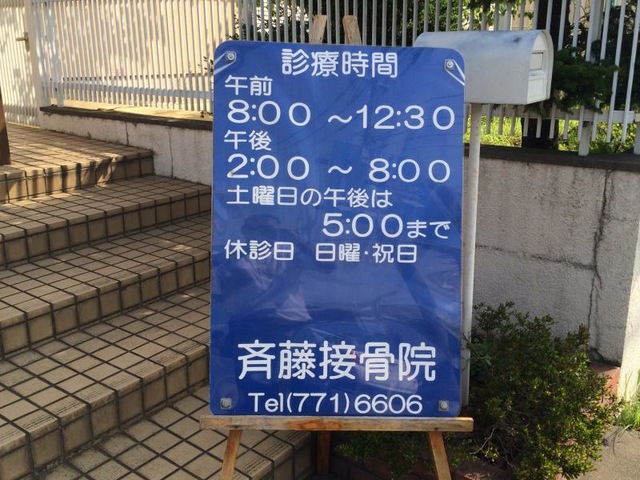 診療時間
午前
8:00 〜12:30
午後
2:00 〜 8:00
土曜日の午後は
5:00まで
休診日 日曜・祝日
斉藤接骨院
Tel(771)6606